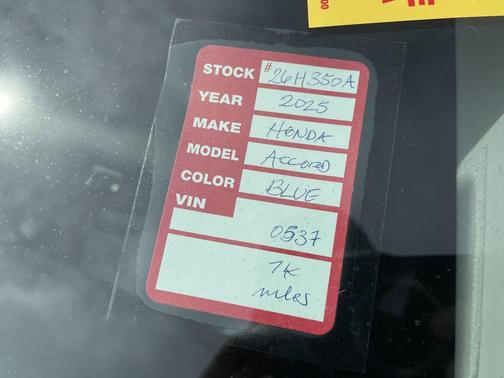 STOCK #26H350A
YEAR 2025
MAKE HONDA
MODEL ACCORD
COLOR BLUE
VIN
0537
7K
miles